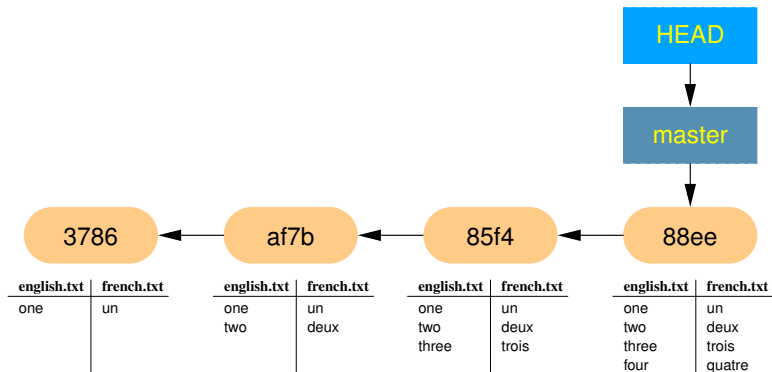 HEAD
master
3786 af7b 85f4 88ee
english.txt french.txt english.txt french.txt english.txt french.txt english.txt french.txt
one un one un one un one un
two deux two deux two deux
three trois three trois
four quatre